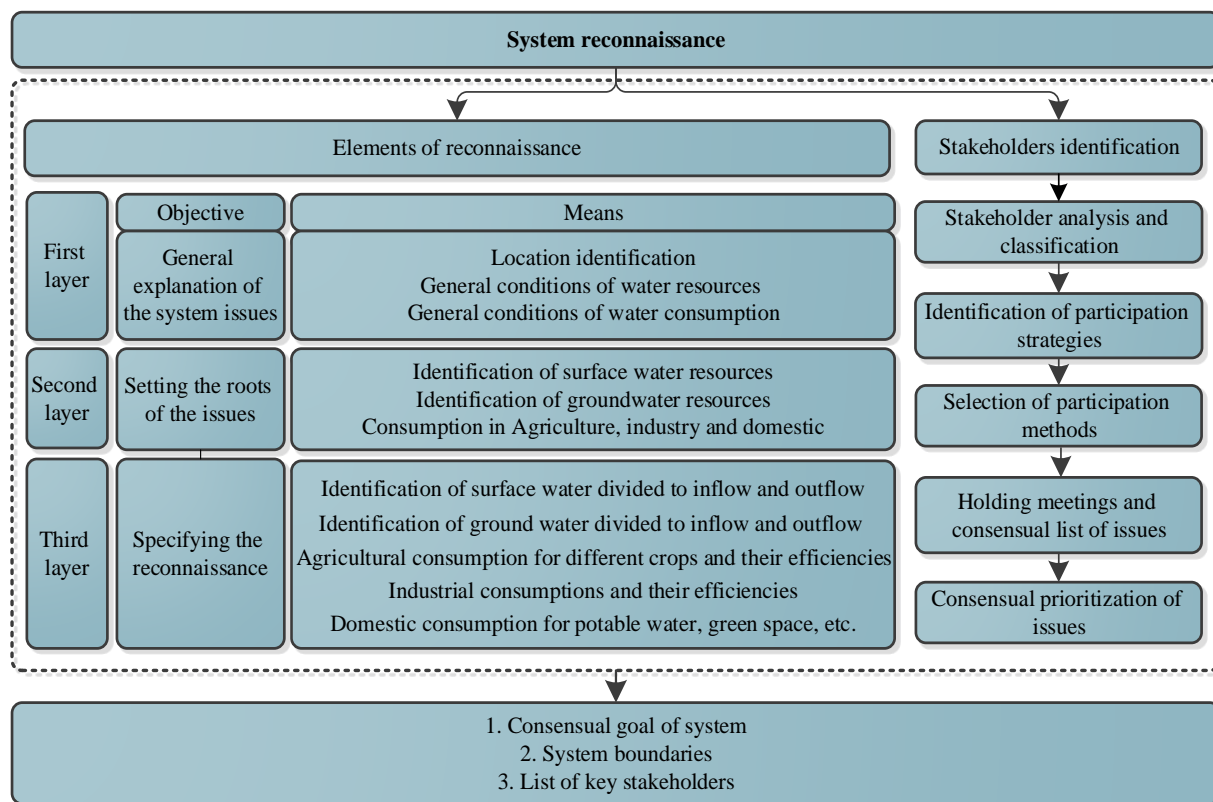 System reconnaissance
Elements of reconnaissance
Stakeholders identification
Objective
Means
First
layer
General
explanation of
the system issues
Location identification
General conditions of water resources
General conditions of water consumption
Second
layer
Setting the roots
of the issues
Identification of surface water resources
Identification of groundwater resources
Consumption in Agriculture, industry and domestic
Third
layer
Specifying the
reconnaissance
Identification of surface water divided to inflow and outflow
Identification of ground water divided to inflow and outflow
Agricultural consumption for different crops and their efficiencies
Industrial consumptions and their efficiencies
Domestic consumption for potable water, green space, etc.
Stakeholder analysis and
classification
Identification of participation
strategies
Selection of participation
methods
Holding meetings and
consensual list of issues
Consensual prioritization of
issues
1. Consensual goal of system
2. System boundaries
3. List of key stakeholders